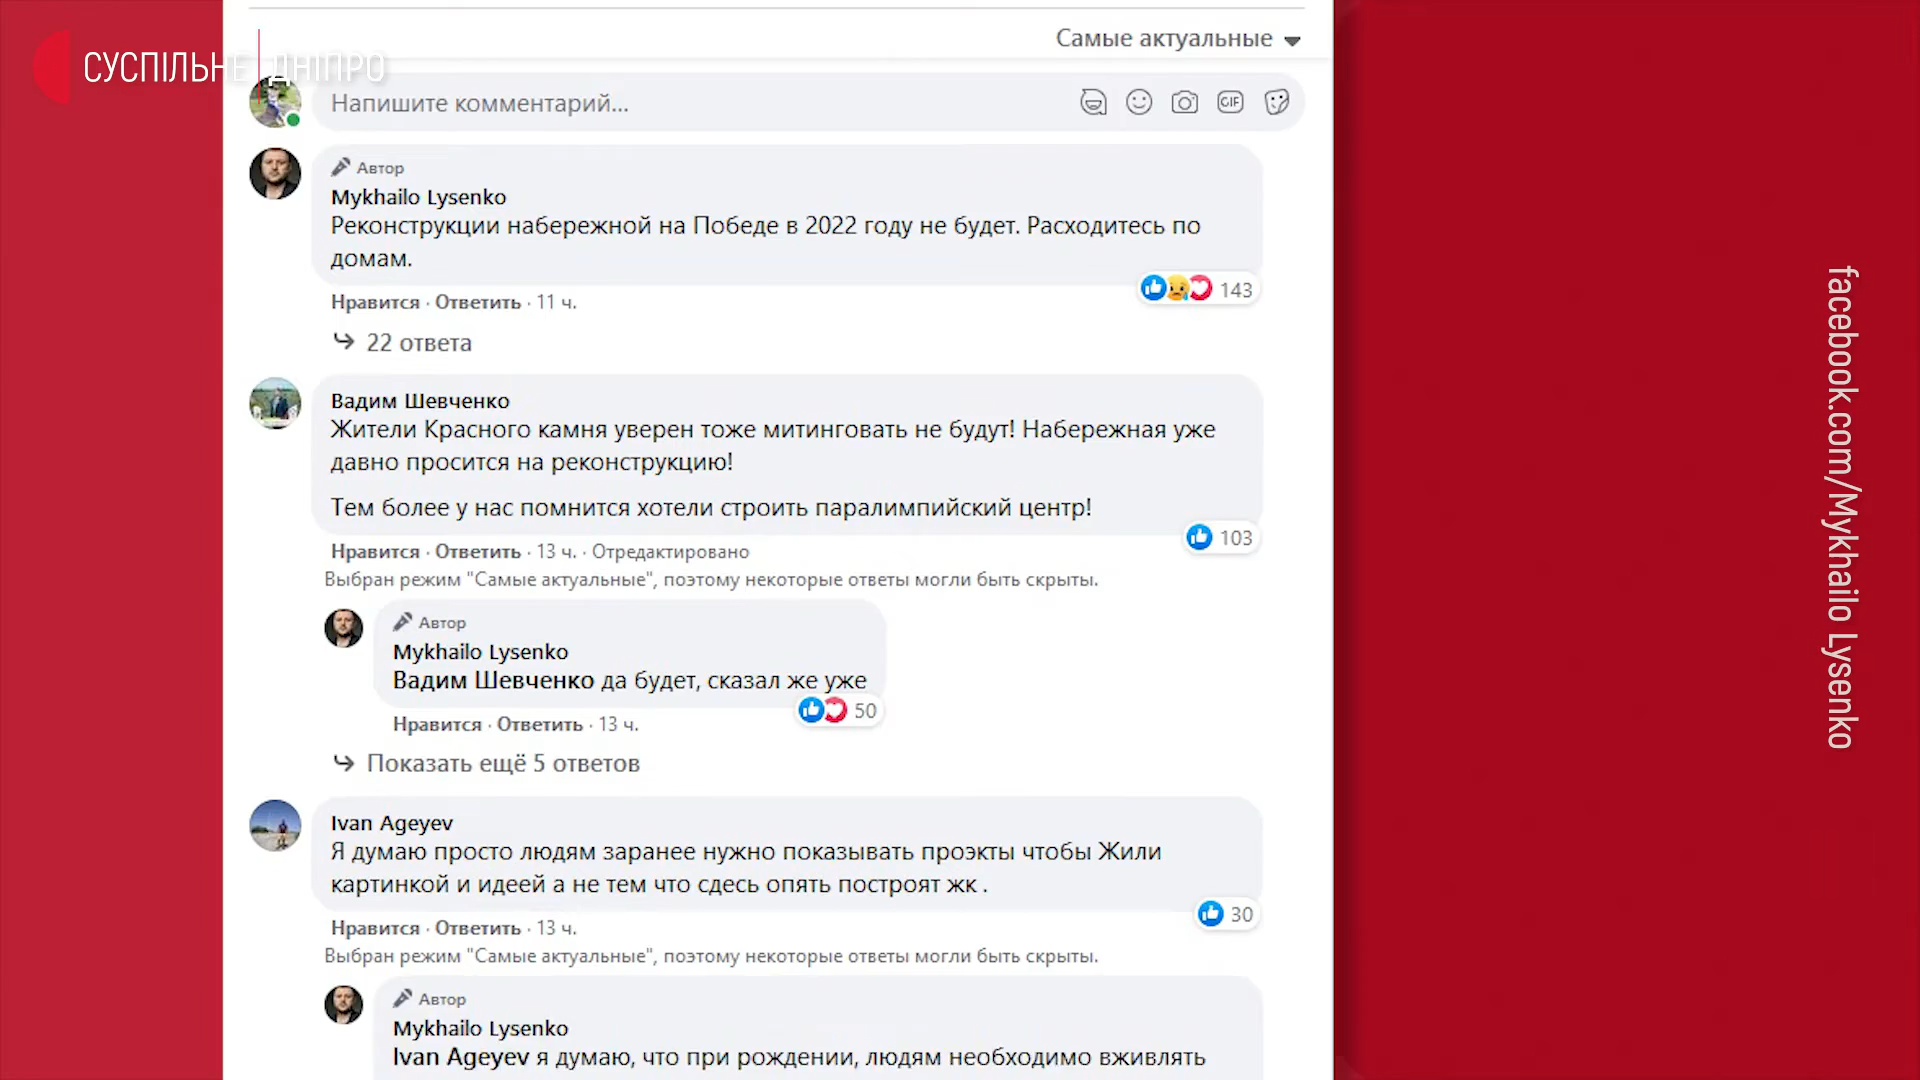 СУСПІЛЬНЕ ДНІПРО
Самые актуальные
Напишите комментарий...
GIF
Автор
Mykhailo Lysenko
Реконструкции набережной на Победе в 2022 году не будет. Расходитесь по
домам.
143
Нравится · Ответить · 11 ч.
22 ответа
Вадим Шевченко
Жители Красного камня уверен тоже митинговать не будут! Набережная уже
давно просится на реконструкцию!
Тем более у нас помнится хотели строить паралимпийский центр!
103
Нравится · Ответить · 13 ч. · Отредактировано
Выбран режим "Самые актуальные", поэтому некоторые ответы могли быть скрыты.
Автор
Mykhailo Lysenko
Вадим Шевченко да будет, сказал же уже
50
Нравится · Ответить · 13 ч.
Показать ещё 5 ответов
Ivan Ageyev
Я думаю просто людям заранее нужно показывать проэкты чтобы Жили
картинкой и идеей а не тем что сдесь опять построят жк .
30
Нравится · Ответить · 13 ч.
Выбран режим "Самые актуальные", поэтому некоторые ответы могли быть скрыты.
Автор
Mykhailo Lysenko
Ivan Ageyev я думаю, что при рождении, людям необходимо вживлять
facebook.com/Mykhailo Lysenko